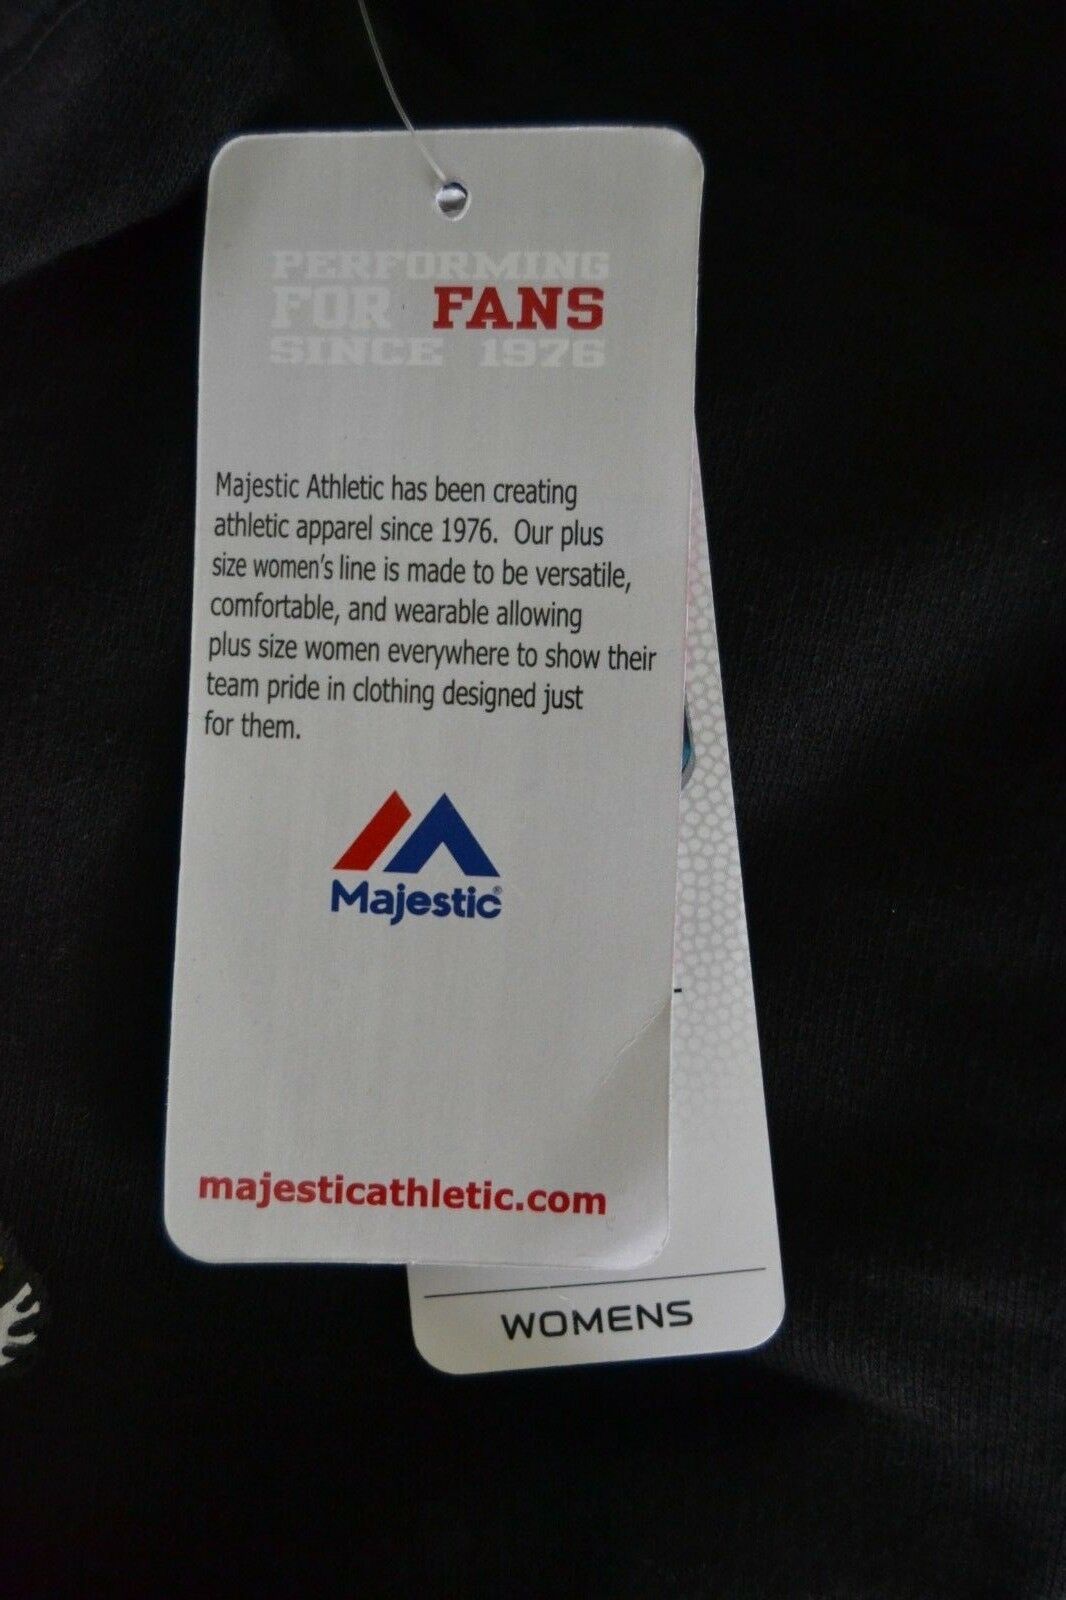 PERFORMING
FOR FANS
SINCE 1976
Majestic Athletic has been creating
athletic apparel since 1976. Our plus
size women's line is made to be versatile,
comfortable, and wearable allowing
plus size women everywhere to show their
team pride in clothing designed just
for them.
Majestic®
majesticathletic.com
WOMENS